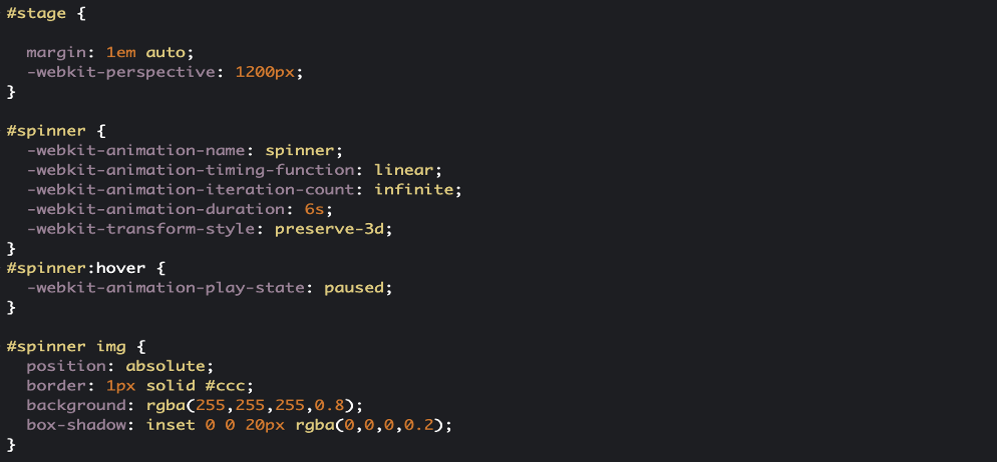 #stage {
margin: 1em auto;
-webkit-perspective: 1200px;
}
#spinner {
-webkit-animation-name: spinner;
-webkit-animation-timing-function: linear;
-webkit-animation-iteration-count: infinite;
-webkit-animation-duration: 6s;
-webkit-transform-style: preserve-3d;
}
#spinner:hover {
-webkit-animation-play-state: paused;
}
#spinner img {
position: absolute;
border: 1px solid #ccc;
background: rgba(255,255,255,0.8);
box-shadow: inset 0 0 20px rgba(0,0,0,0.2);
}